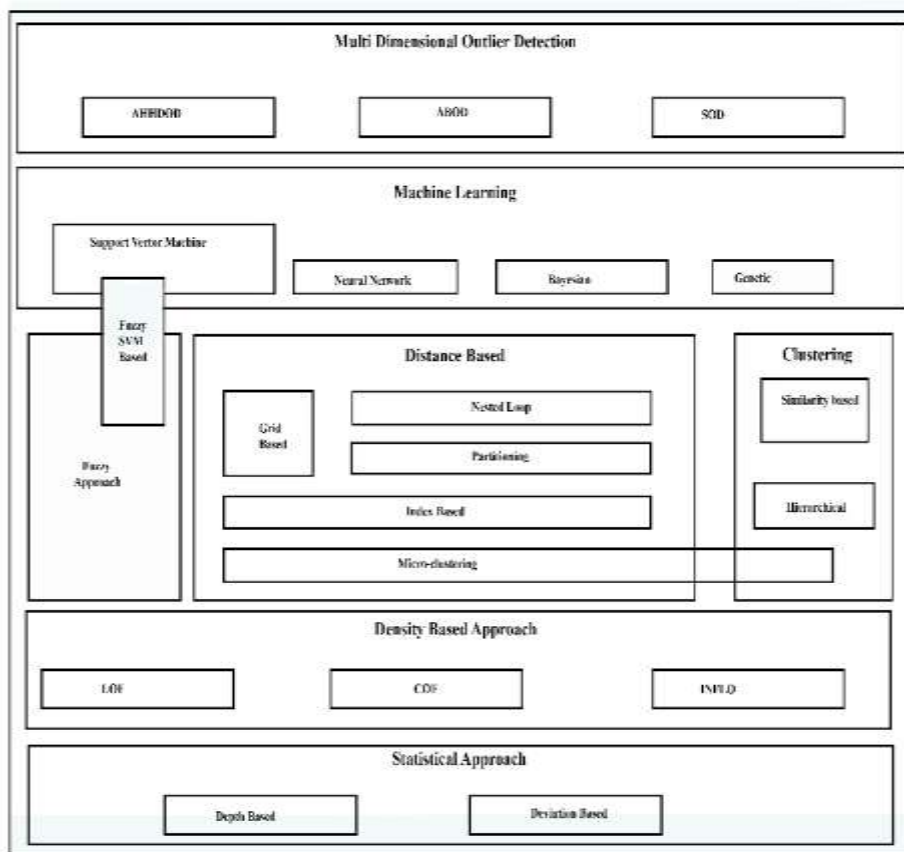 Multi Dimensional Outlier Detection
AHHDOD
ABOD
SOD
Machine Learning
Support Vertor Machine
Neural Network
Bayesian
Genetic
Fuzzy
SVM
Based
Fuzzy
Approach
Distance Based
Grid
Based
Nested Loop
Partitioning
Index Based
Micro-clustering
Clustering
Similarity based
Hierarchical
Density Based Approach
LOF
COF
INFLO
Statistical Approach
Depth Based
Deviation Based